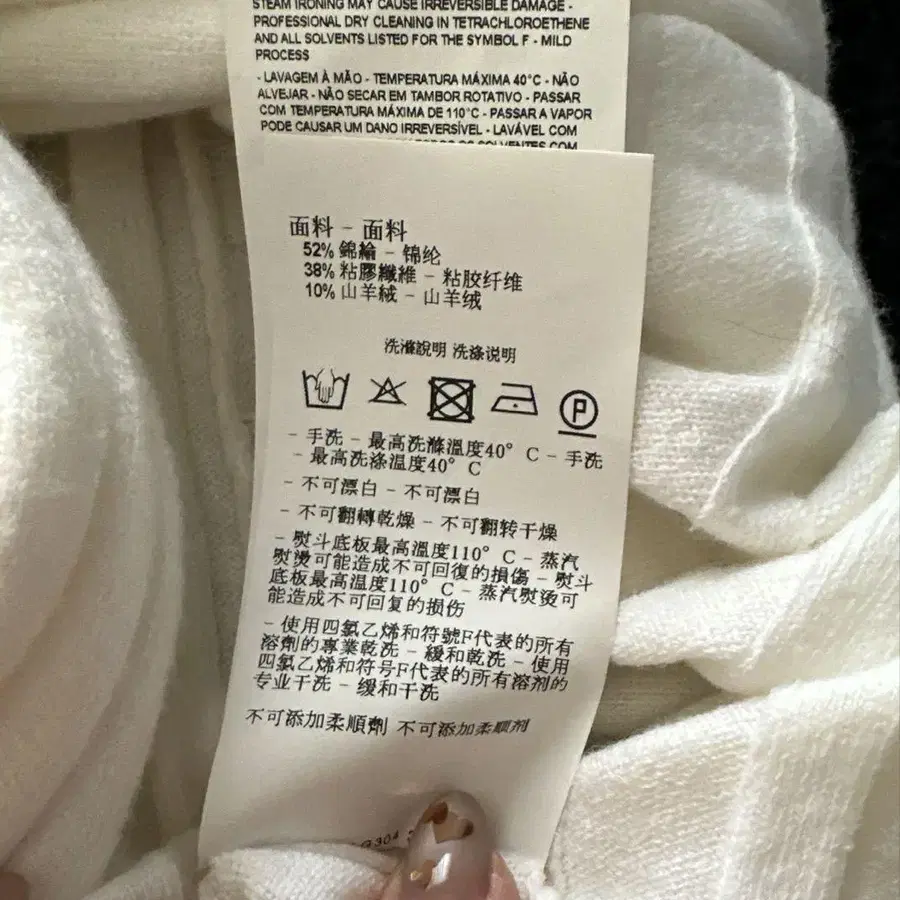 STEAM IRONING MAY CAUSE IRREVERSIBLE DAMAGE -
PROFESSIONAL DRY CLEANING IN TETRACHLOROETHENE
AND ALL SOLVENTS LISTED FOR THE SYMBOL F - MILD
PROCESS
- LAVAGEM À MÃO - TEMPERATURA MÁXIMA 40°C - NÃO
ALVEJAR - NÃO SECAR EM TAMBOR ROTATIVO - PASSAR
COM TEMPERATURA MÁXIMA DE 110°C - PASSAR A VAPOR
PODE CAUSAR UM DANO IRREVERSÍVEL - LAVÁVEL COM
SOLVENTES COM
面料 - 面料
52% 錦綸 - 锦纶
38% 粘膠纖維 - 粘胶纤维
10% 山羊絨 - 山羊绒
洗滌說明 洗涤说明
P
- 手洗 - 最高洗滌溫度40° C - 手洗
- 最高洗涤温度40° C
- 不可漂白 - 不可漂白
- 不可翻轉乾燥 - 不可翻转干燥
- 熨斗底板最高溫度110° C - 蒸汽
熨燙可能造成不可回復的損傷 - 熨斗
底板最高温度110° C - 蒸汽熨烫可
能造成不可回复的损伤
- 使用四氯乙烯和符號F代表的所有
溶劑的專業乾洗 - 緩和乾洗 - 使用
四氯乙烯和符号F代表的所有溶剂的
专业干洗 - 缓和干洗
不可添加柔順劑 不可添加柔顺剂